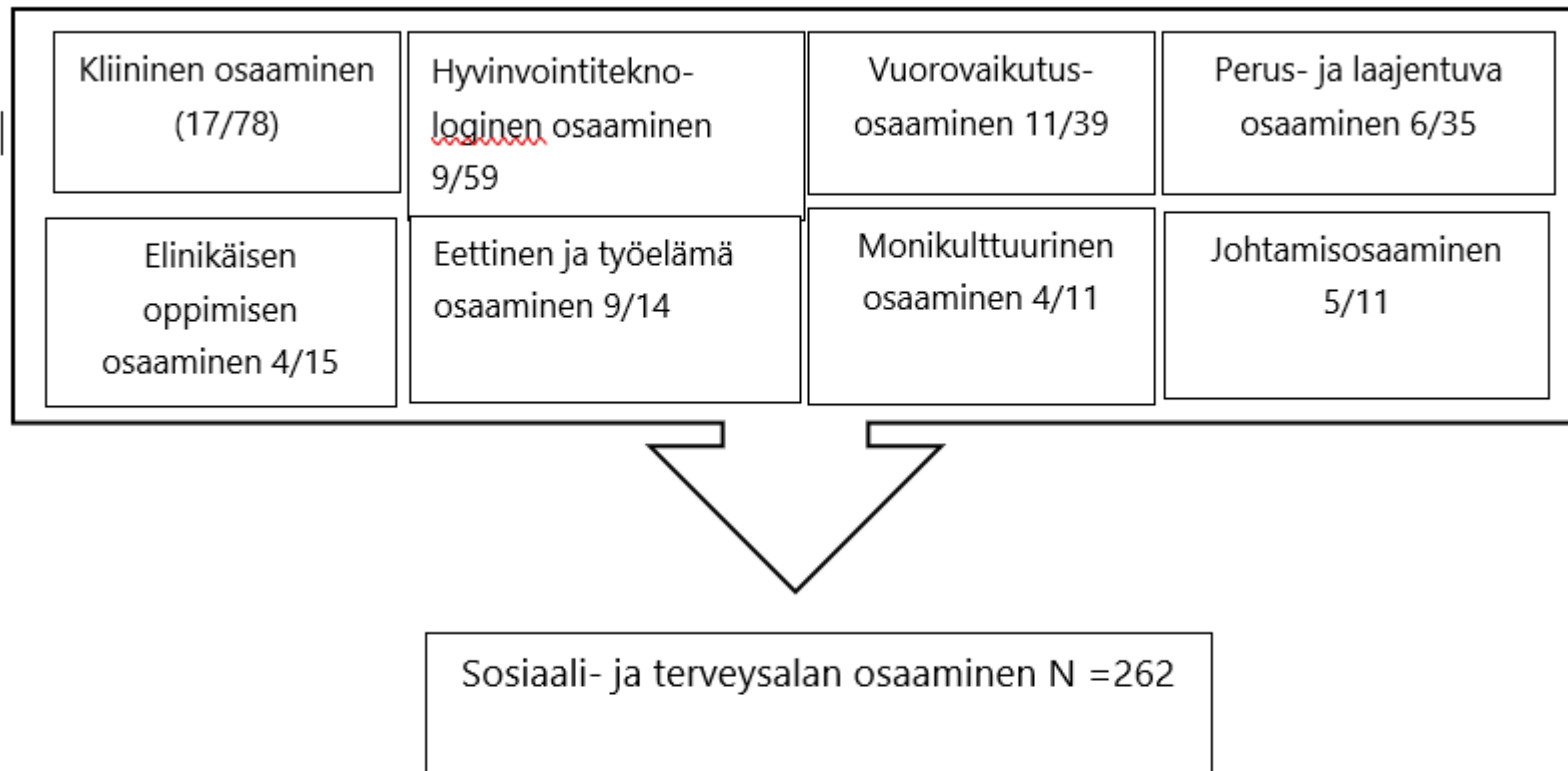 Kliininen osaaminen
(17/78)
Hyvinvointitekno-
loginen osaaminen
9/59
Vuorovaikutus-
osaaminen 11/39
Perus- ja laajentuva
osaaminen 6/35
Elinikäisen
oppimisen
osaaminen 4/15
Eettinen ja työelämä
osaaminen 9/14
Monikulttuurinen
osaaminen 4/11
Johtamisosaaminen
5/11
Sosiaali- ja terveysalan osaaminen N =262